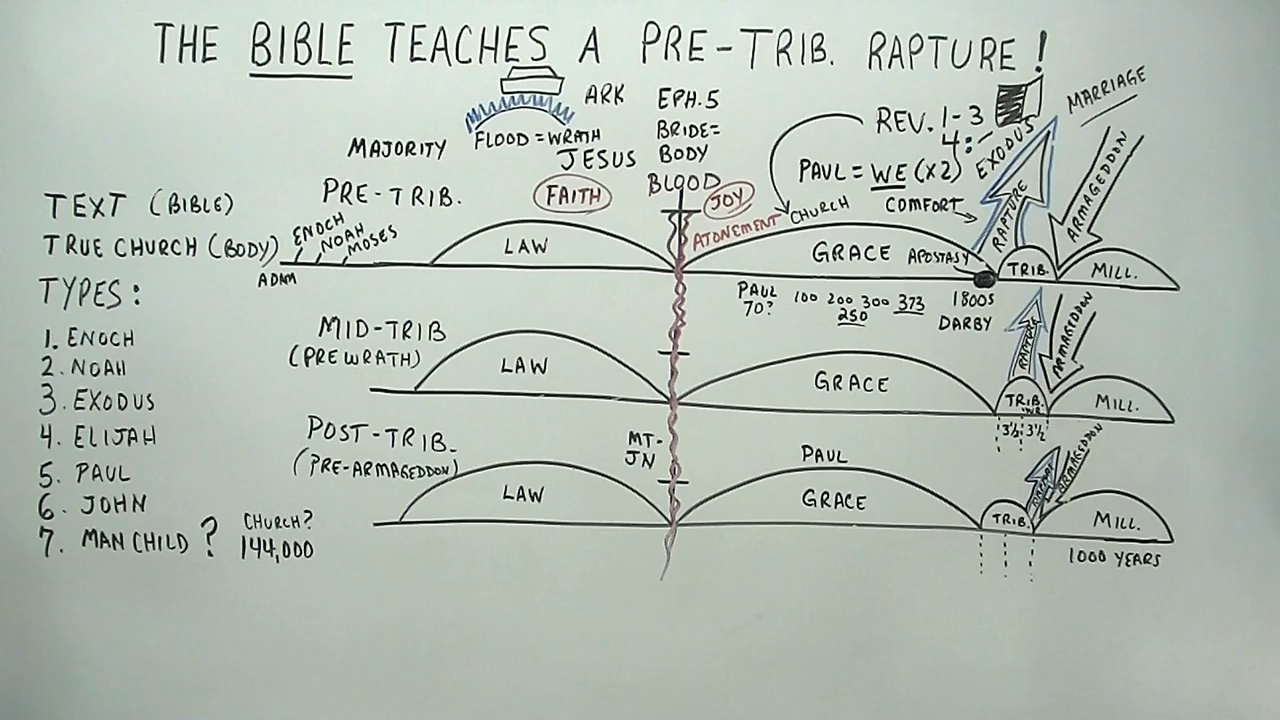 THE BIBLE TEACHES A PRE-TRIB. RAPTURE!
ARK
FLOOD = WRATH
MAJORITY
JESUS
EPH. 5
BRIDE=
BODY
BLOOD
REV. 1-3
4:-
EXODUS
MARRIAGE
PAUL = WE (X2)
COMFORT
TEXT (BIBLE)
TRUE CHURCH (BODY)
PRE-TRIB.
FAITH
JOY
ATONEMENT
CHURCH
ENOCH
NOAH
MOSES
ADAM
LAW
GRACE
APOSTASY
RAPTURE
TRIB.
ARMAGEDDON
MILL.
PAUL
70?
100 200 300 373
250
1800S
DARBY
TYPES:
1. ENOCH
2. NOAH
3. EXODUS
4. ELIJAH
5. PAUL
6. JOHN
7. MAN CHILD ?
CHURCH?
144,000
MID-TRIB
(PREWRATH)
LAW
GRACE
RAPTURE
ARMAGEDDON
TRIB.
WR.
3½ 3½
MILL.
POST-TRIB.
(PRE-ARMAGEDDON)
MT-
JN
LAW
PAUL
GRACE
TRIB.
RAPTURE
ARMAGEDDON
MILL.
1000 YEARS